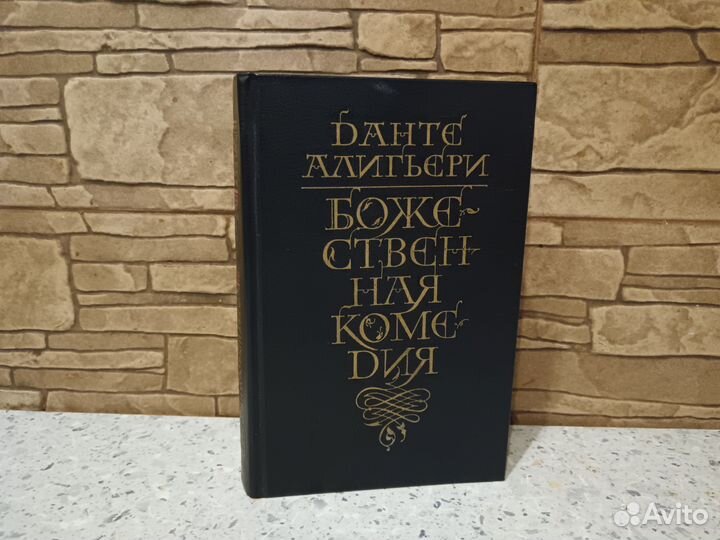 ДАНТЕ
АЛИГЬЕРИ
БОЖЕ-
СТВЕН-
НАЯ
КОМЕ-
ДИЯ
Avito